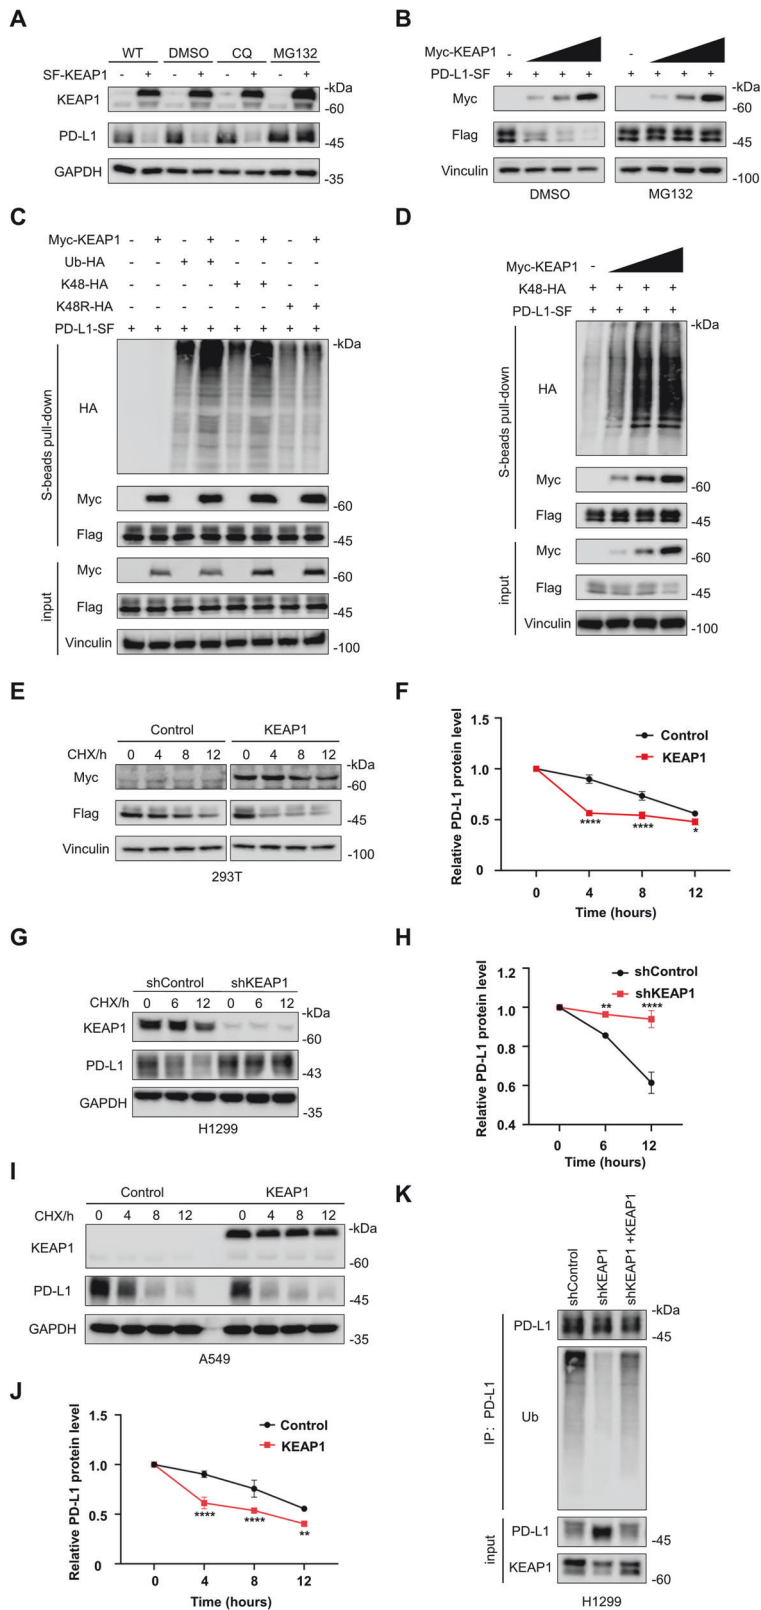 A
WT DMSO CQ MG132
SF-KEAP1 - + - + - + - +
-kDa
KEAP1
-60
PD-L1
-45
GAPDH
-35
B
Myc-KEAP1 - -
PD-L1-SF + + + + + + + +
-kDa
Myc
-60
Flag
-45
Vinculin
-100
DMSO MG132
C
Myc-KEAP1 - + - + - + - +
Ub-HA - - + + - - - -
K48-HA - - - - + + - -
K48R-HA - - - - - - + +
PD-L1-SF + + + + + + + +
-kDa
S-beads pull-down
HA
Myc
-60
Flag
-45
input
Myc
-60
Flag
-45
Vinculin
-100
D
Myc-KEAP1 -
K48-HA + + + +
PD-L1-SF + + + +
-kDa
S-beads pull-down
HA
Myc
-60
Flag
-45
input
Myc
-60
Flag
-45
Vinculin
-100
E
Control KEAP1
CHX/h 0 4 8 12 0 4 8 12
-kDa
Myc
-60
Flag
-45
Vinculin
-100
293T
F
Relative PD-L1 protein level
1.5
1.0
0.5
0
Control
KEAP1
**** **** *
0 4 8 12
Time (hours)
G
shControl shKEAP1
CHX/h 0 6 12 0 6 12
-kDa
KEAP1
-60
PD-L1
-43
GAPDH
-35
H1299
H
Relative PD-L1 protein level
1.2
1.0
0.8
0.6
0.4
shControl
shKEAP1
** ****
0 6 12
Time (hours)
I
Control KEAP1
CHX/h 0 4 8 12 0 4 8 12
-kDa
KEAP1
-60
PD-L1
-45
GAPDH
-35
A549
J
Relative PD-L1 protein level
1.5
1.0
0.5
0
Control
KEAP1
**** **** **
0 4 8 12
Time (hours)
K
shControl
shKEAP1
shKEAP1 +KEAP1
-kDa
IP: PD-L1
PD-L1
-45
Ub
input
PD-L1
-45
KEAP1
-60
H1299